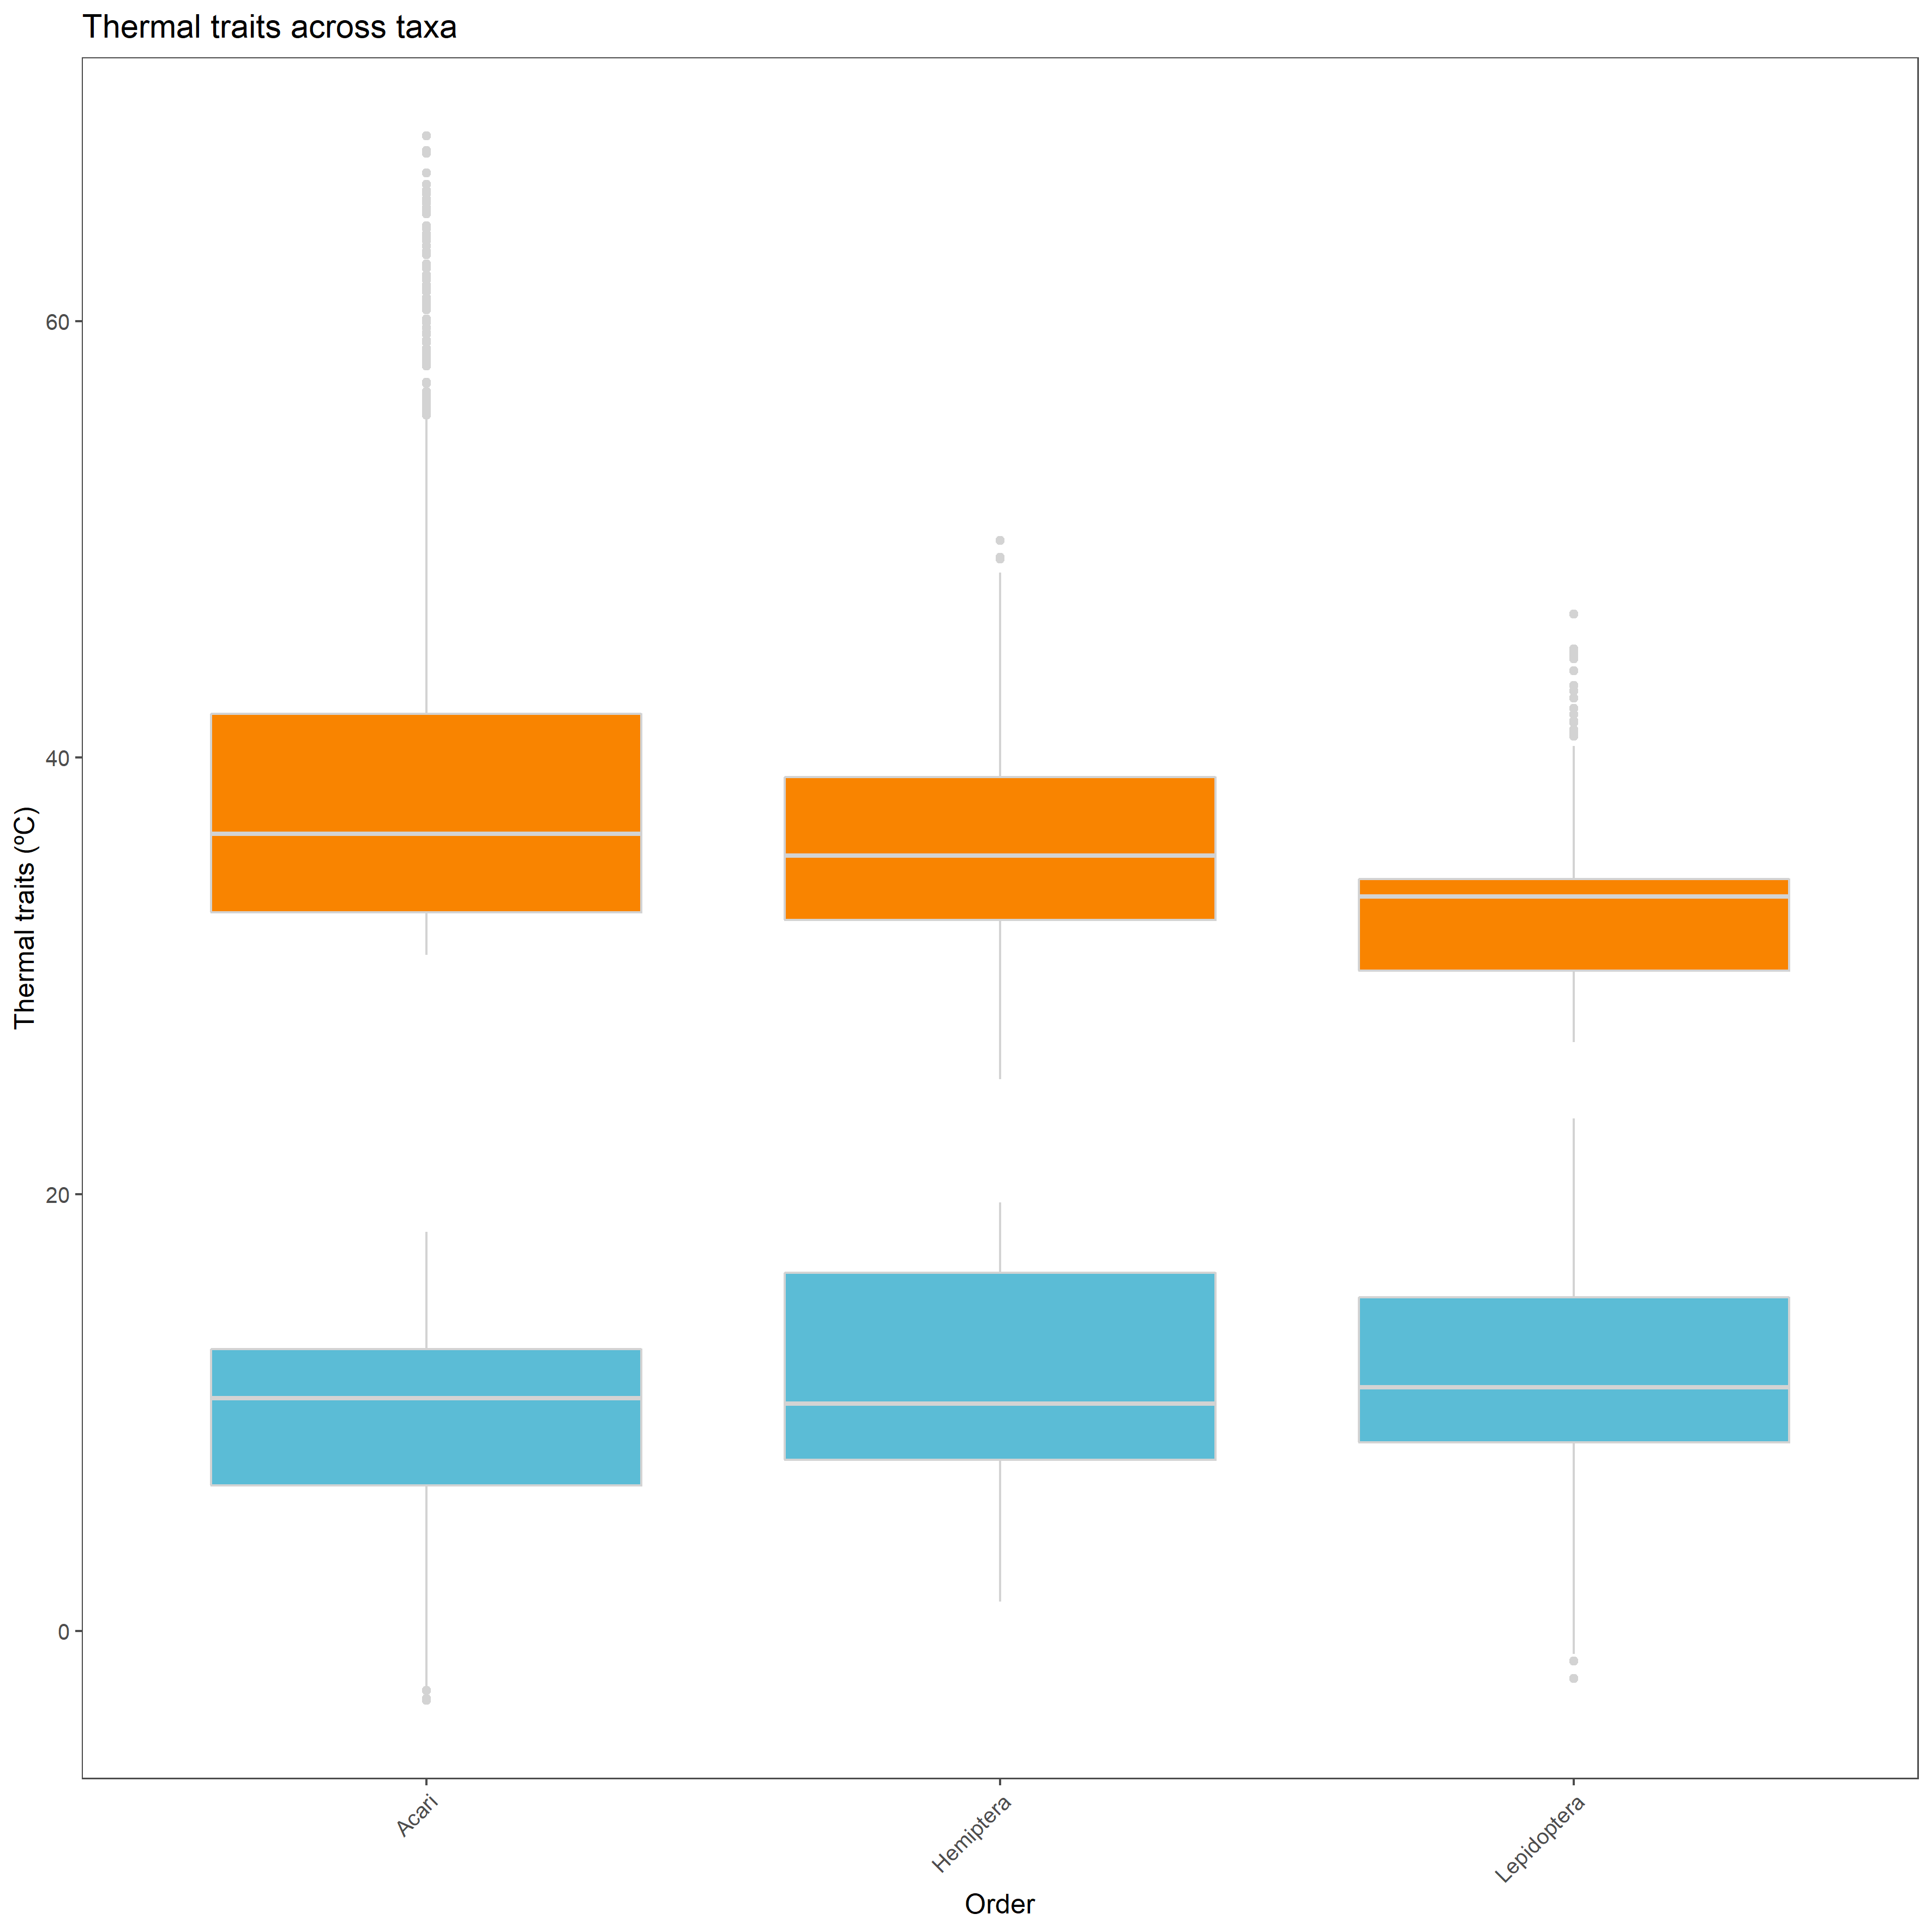 Thermal traits across taxa
Thermal traits (ºC)
60
40
20
0
Acari
Hemiptera
Lepidoptera
Order